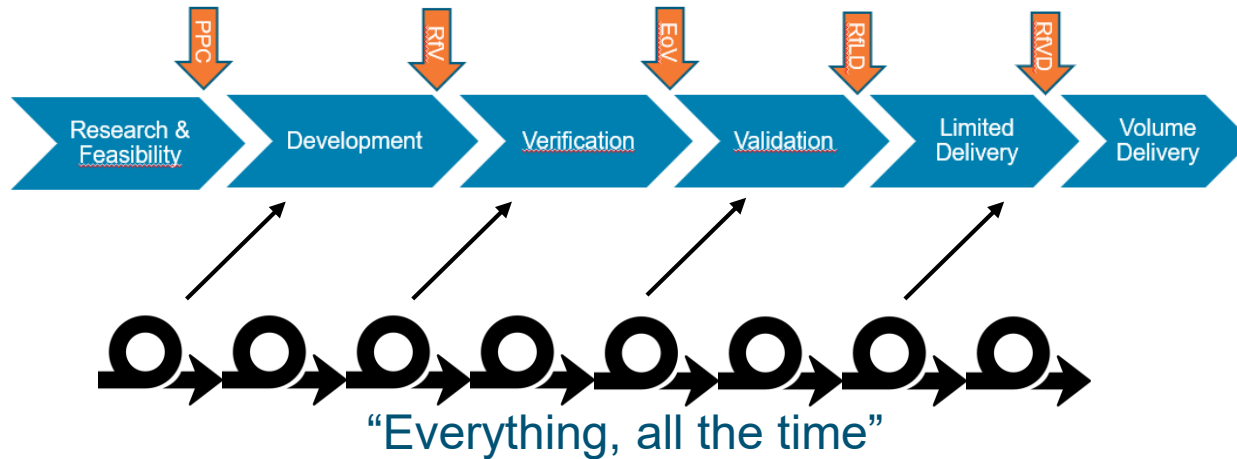 PPC
RfV
EoV
RfLD
RfVD
Research &
Feasibility
Development
Verification
Validation
Limited
Delivery
Volume
Delivery
“Everything, all the time”